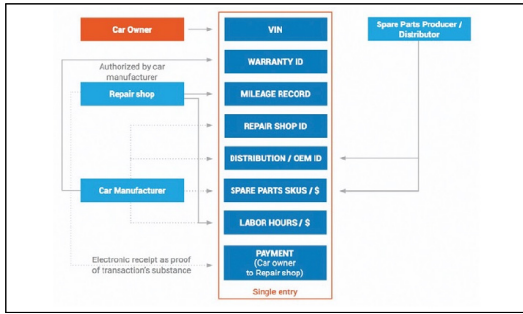 Car Owner
VIN
Spare Parts Producer /
Distributor
WARRANTY ID
Authorized by car
manufacturer
Repair shop
MILEAGE RECORD
REPAIR SHOP ID
DISTRIBUTION / OEM ID
Car Manufacturer
SPARE PARTS SKUS / $
LABOR HOURS / $
Electronic receipt as proof
of transaction's substance
PAYMENT
(Car owner
to Repair shop)
Single entry